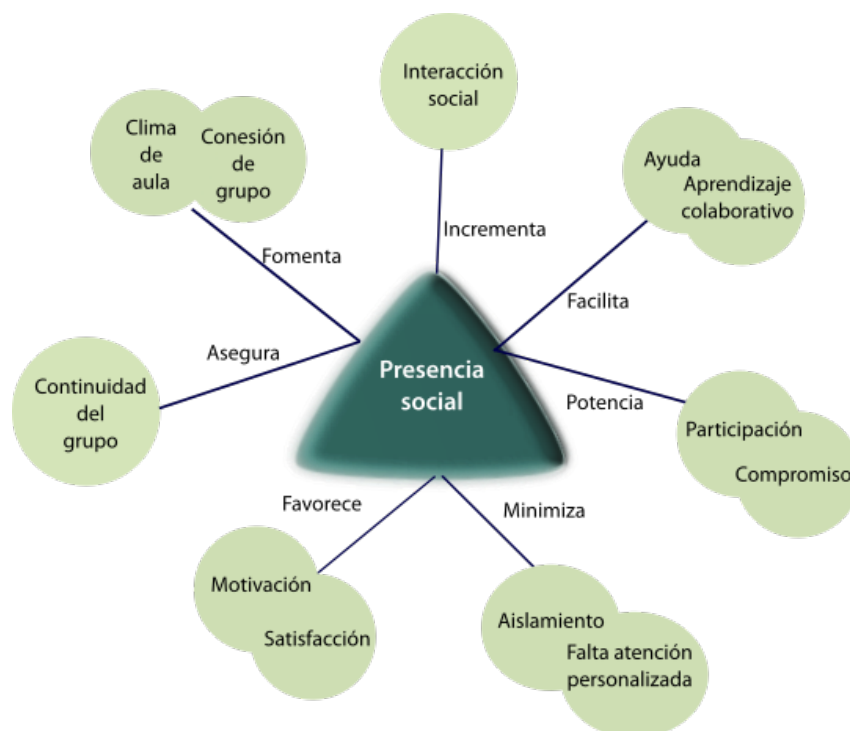 Interacción
social
Clima
de
aula
Conesión
de
grupo
Ayuda
Aprendizaje
colaborativo
Incrementa
Fomenta
Facilita
Asegura
Presencia
social
Continuidad
del
grupo
Potencia
Participación
Compromiso
Favorece
Minimiza
Motivación
Satisfacción
Aislamiento
Falta atención
personalizada